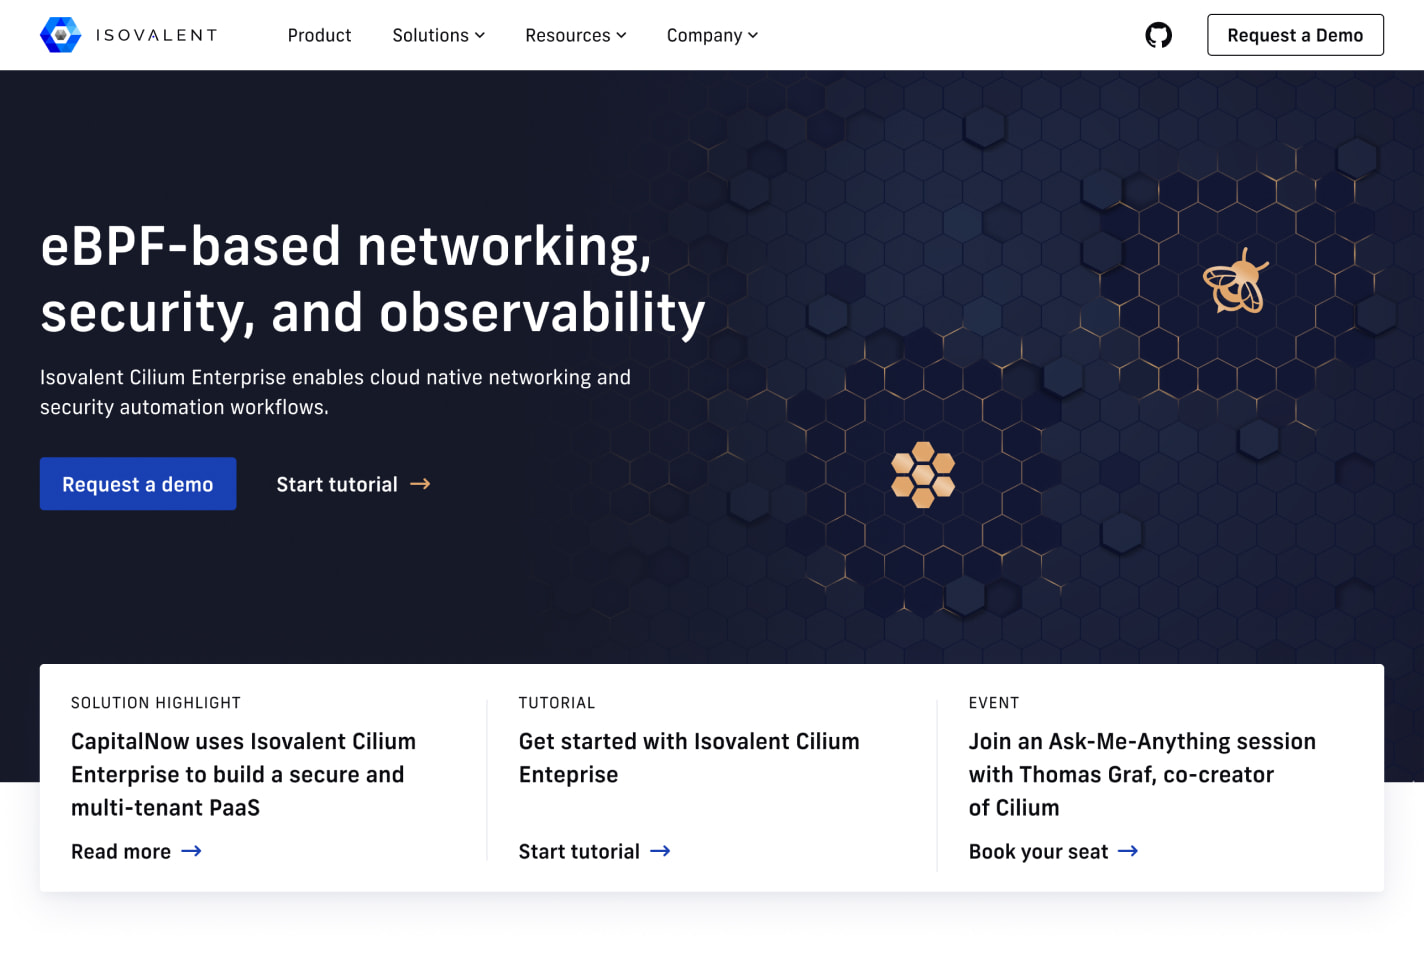 ISOVALENT
Product
Solutions
Resources
Company
Request a Demo
eBPF-based networking,
security, and observability
Isovalent Cilium Enterprise enables cloud native networking and
security automation workflows.
Request a demo
Start tutorial
SOLUTION HIGHLIGHT
CapitalNow uses Isovalent Cilium
Enterprise to build a secure and
multi-tenant PaaS
Read more
TUTORIAL
Get started with Isovalent Cilium
Enteprise
Start tutorial
EVENT
Join an Ask-Me-Anything session
with Thomas Graf, co-creator
of Cilium
Book your seat